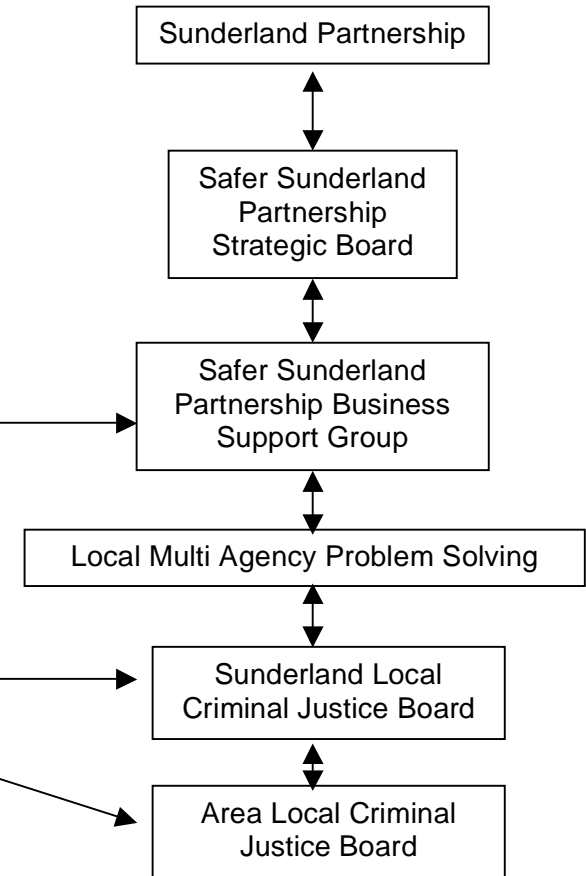 Sunderland Partnership
Safer Sunderland
Partnership
Strategic Board
Safer Sunderland
Partnership Business
Support Group
Local Multi Agency Problem Solving
Sunderland Local
Criminal Justice Board
Area Local Criminal
Justice Board